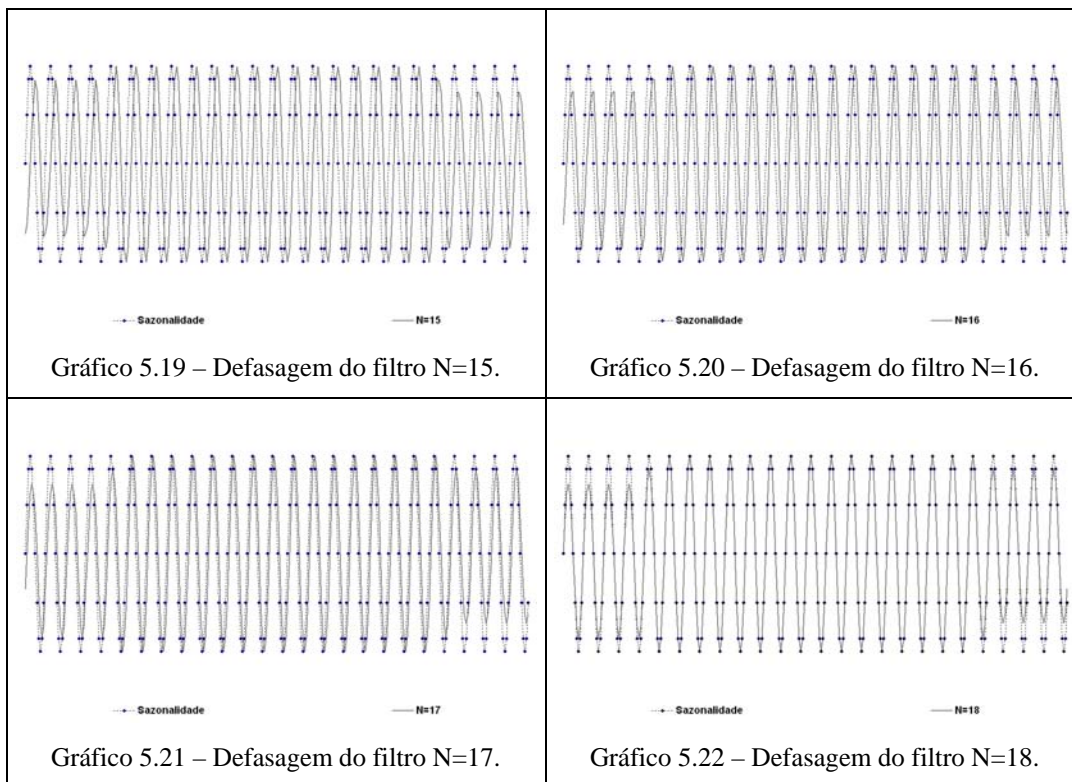 Sazonalidade N=15
Gráfico 5.19 – Defasagem do filtro N=15.
Sazonalidade N=16
Gráfico 5.20 – Defasagem do filtro N=16.
Sazonalidade N=17
Gráfico 5.21 – Defasagem do filtro N=17.
Sazonalidade N=18
Gráfico 5.22 – Defasagem do filtro N=18.